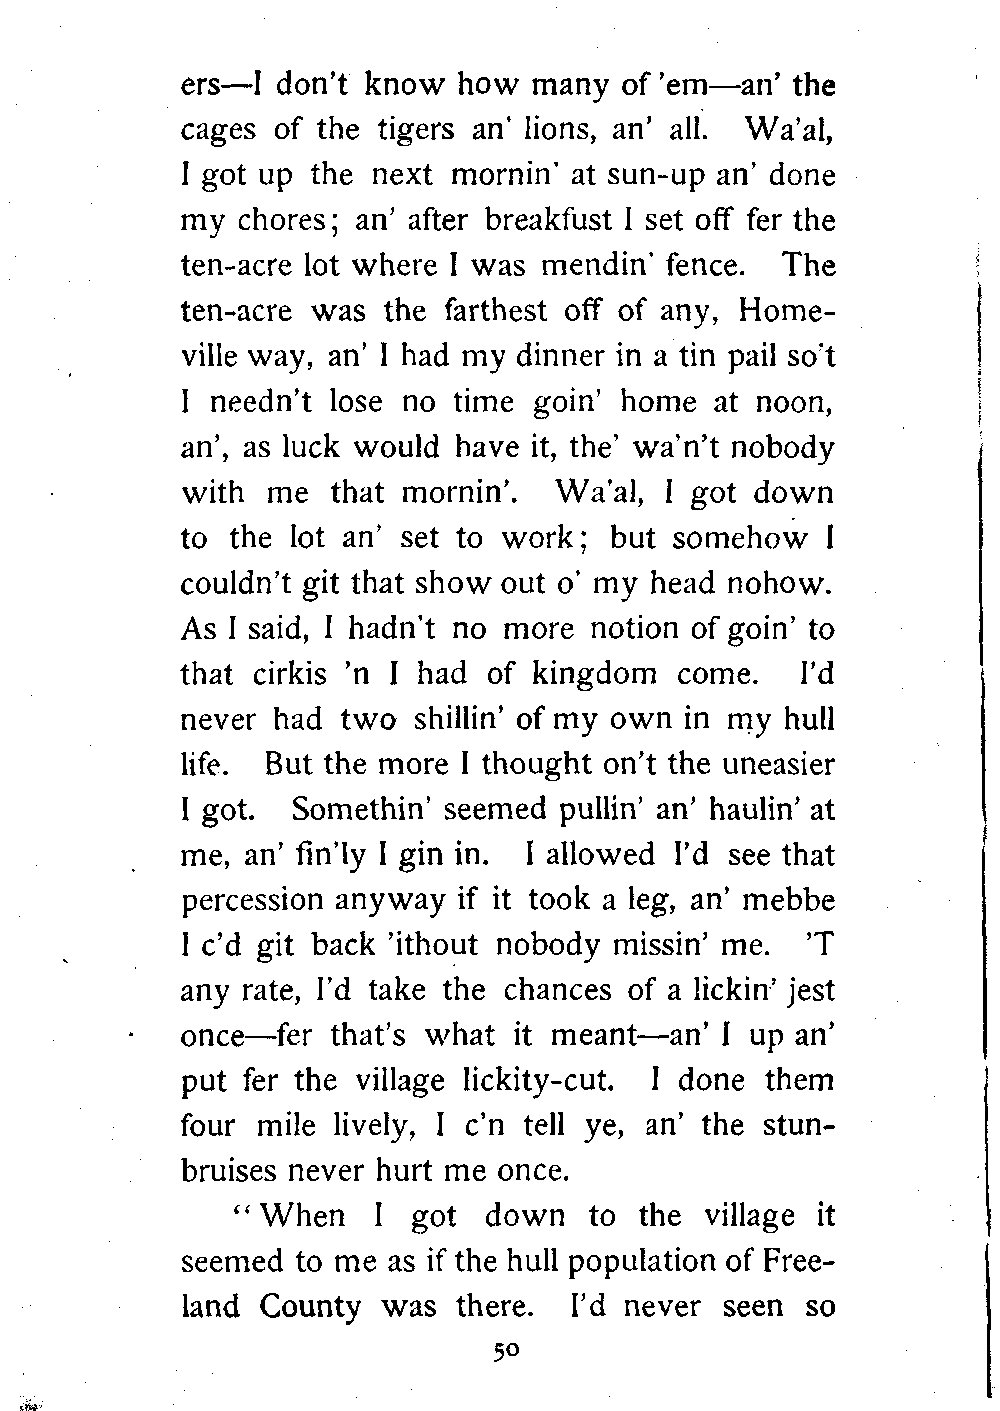 ers—I don't know how many of 'em—an' the
cages of the tigers an' lions, an' all. Wa'al,
I got up the next mornin' at sun-up an' done
my chores; an' after breakfust I set off fer the
ten-acre lot where I was mendin' fence. The
ten-acre was the farthest off of any, Home-
ville way, an' I had my dinner in a tin pail so't
I needn't lose no time goin' home at noon,
an', as luck would have it, the' wa'n't nobody
with me that mornin'. Wa'al, I got down
to the lot an' set to work; but somehow I
couldn't git that show out o' my head nohow.
As I said, I hadn't no more notion of goin' to
that cirkis 'n I had of kingdom come. I'd
never had two shillin' of my own in my hull
life. But the more I thought on't the uneasier
I got. Somethin' seemed pullin' an' haulin' at
me, an' fin'ly I gin in. I allowed I'd see that
percession anyway if it took a leg, an' mebbe
I c'd git back 'ithout nobody missin' me. 'T
any rate, I'd take the chances of a lickin' jest
once—fer that's what it meant—an' I up an'
put fer the village lickity-cut. I done them
four mile lively, I c'n tell ye, an' the stun-
bruises never hurt me once.
"When I got down to the village it
seemed to me as if the hull population of Free-
land County was there. I'd never seen so
50